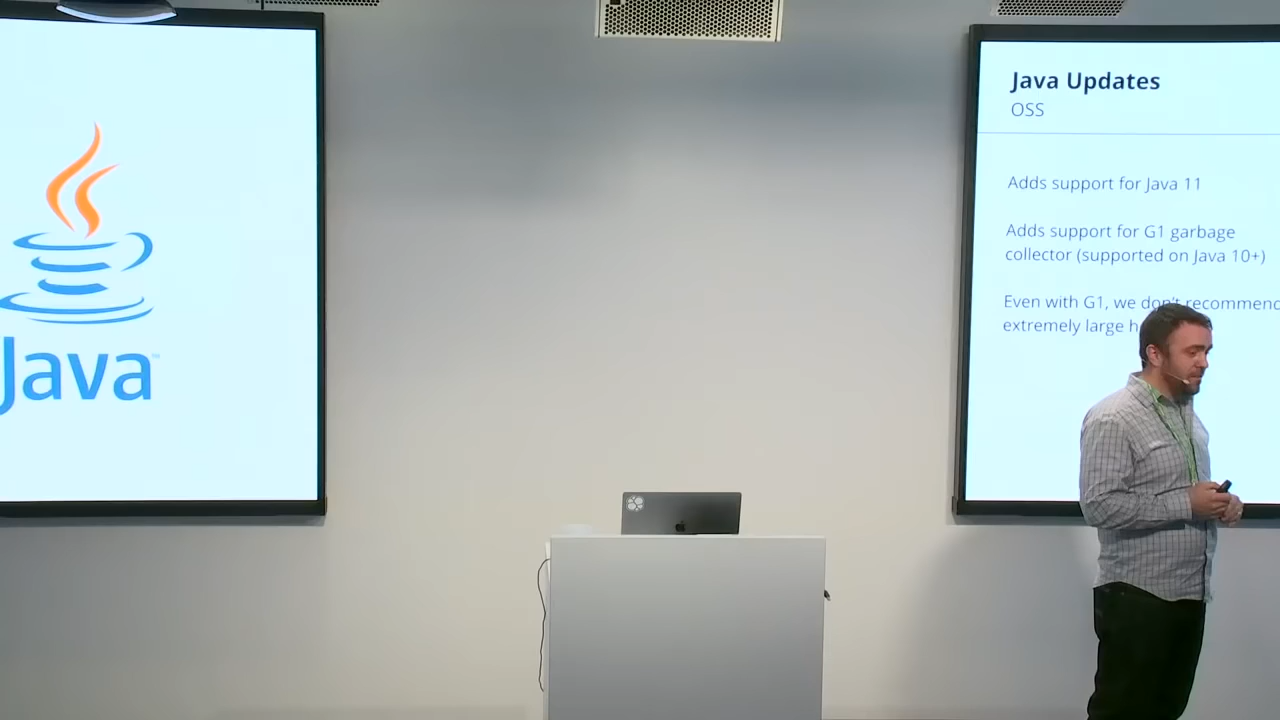 Java™
Java Updates
OSS
Adds support for Java 11
Adds support for G1 garbage
collector (supported on Java 10+)
Even with G1, we don't recommend
extremely large